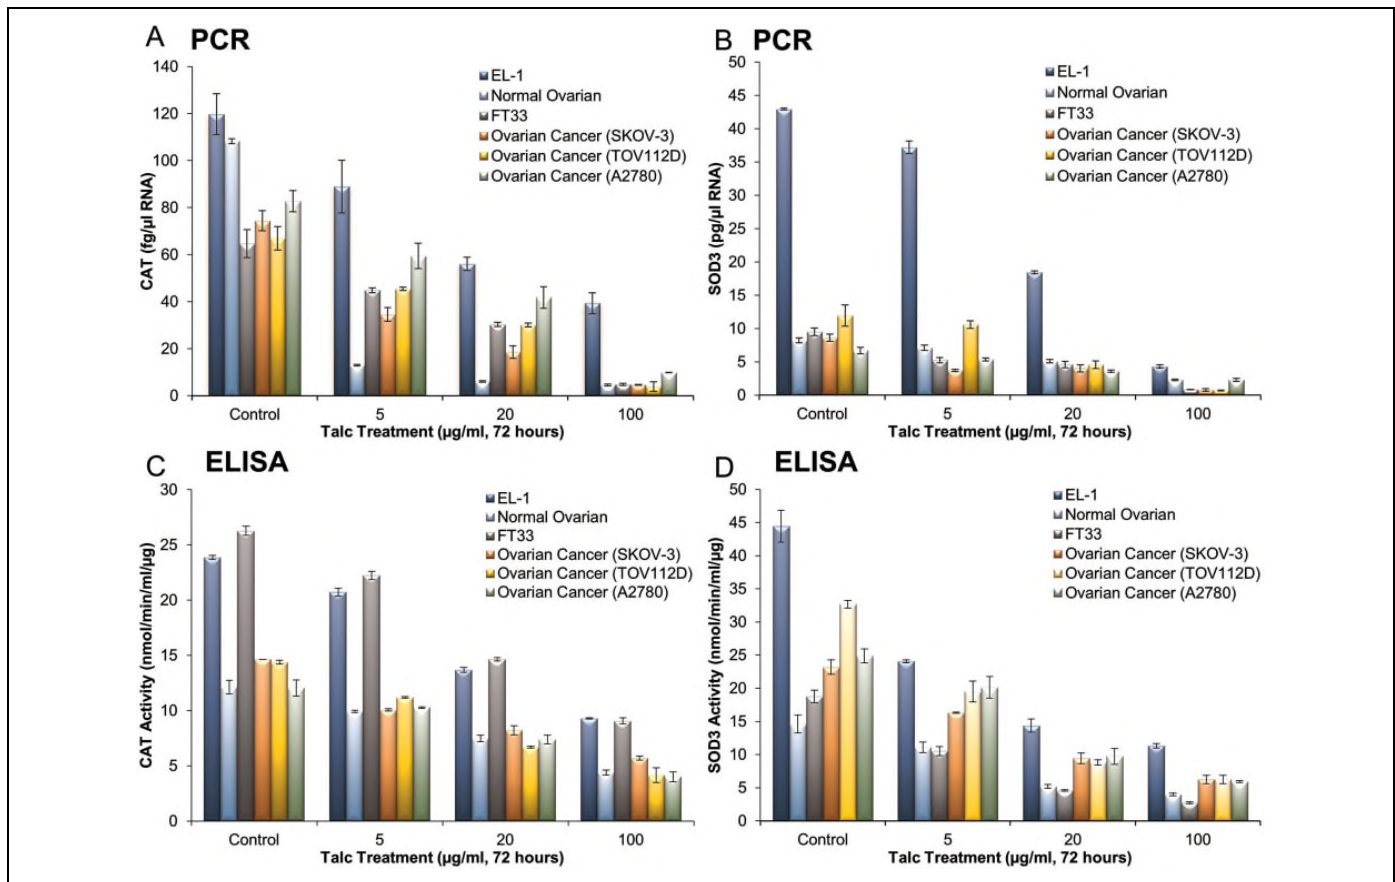 A PCR
140
120
100
80
60
40
20
0
CAT (fg/µl RNA)
EL-1
Normal Ovarian
FT33
Ovarian Cancer (SKOV-3)
Ovarian Cancer (TOV112D)
Ovarian Cancer (A2780)
Control 5 20 100
Talc Treatment (µg/ml, 72 hours)
B PCR
50
45
40
35
30
25
20
15
10
5
0
SOD3 (pg/µl RNA)
EL-1
Normal Ovarian
FT33
Ovarian Cancer (SKOV-3)
Ovarian Cancer (TOV112D)
Ovarian Cancer (A2780)
Control 5 20 100
Talc Treatment (µg/ml, 72 hours)
C ELISA
30
25
20
15
10
5
0
CAT Activity (nmol/min/ml/µg)
EL-1
Normal Ovarian
FT33
Ovarian Cancer (SKOV-3)
Ovarian Cancer (TOV112D)
Ovarian Cancer (A2780)
Control 5 20 100
Talc Treatment (µg/ml, 72 hours)
D ELISA
50
45
40
35
30
25
20
15
10
5
0
SOD3 Activity (nmol/min/ml/µg)
EL-1
Normal Ovarian
FT33
Ovarian Cancer (SKOV-3)
Ovarian Cancer (TOV112D)
Ovarian Cancer (A2780)
Control 5 20 100
Talc Treatment (µg/ml, 72 hours)